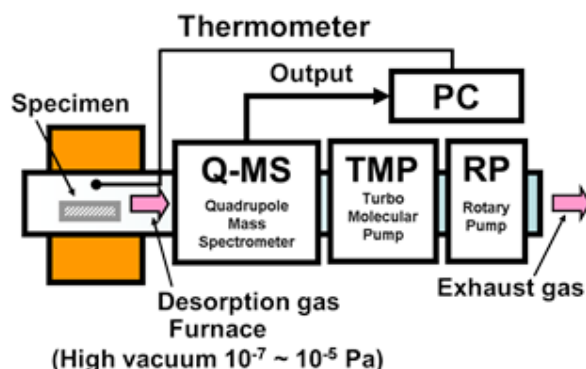 Thermometer
Output
PC
Specimen
Q-MS
Quadrupole
Mass
Spectrometer
TMP
Turbo
Molecular
Pump
RP
Rotary
Pump
Desorption gas
Furnace
(High vacuum 10⁻⁷ ~ 10⁻⁵ Pa)
Exhaust gas